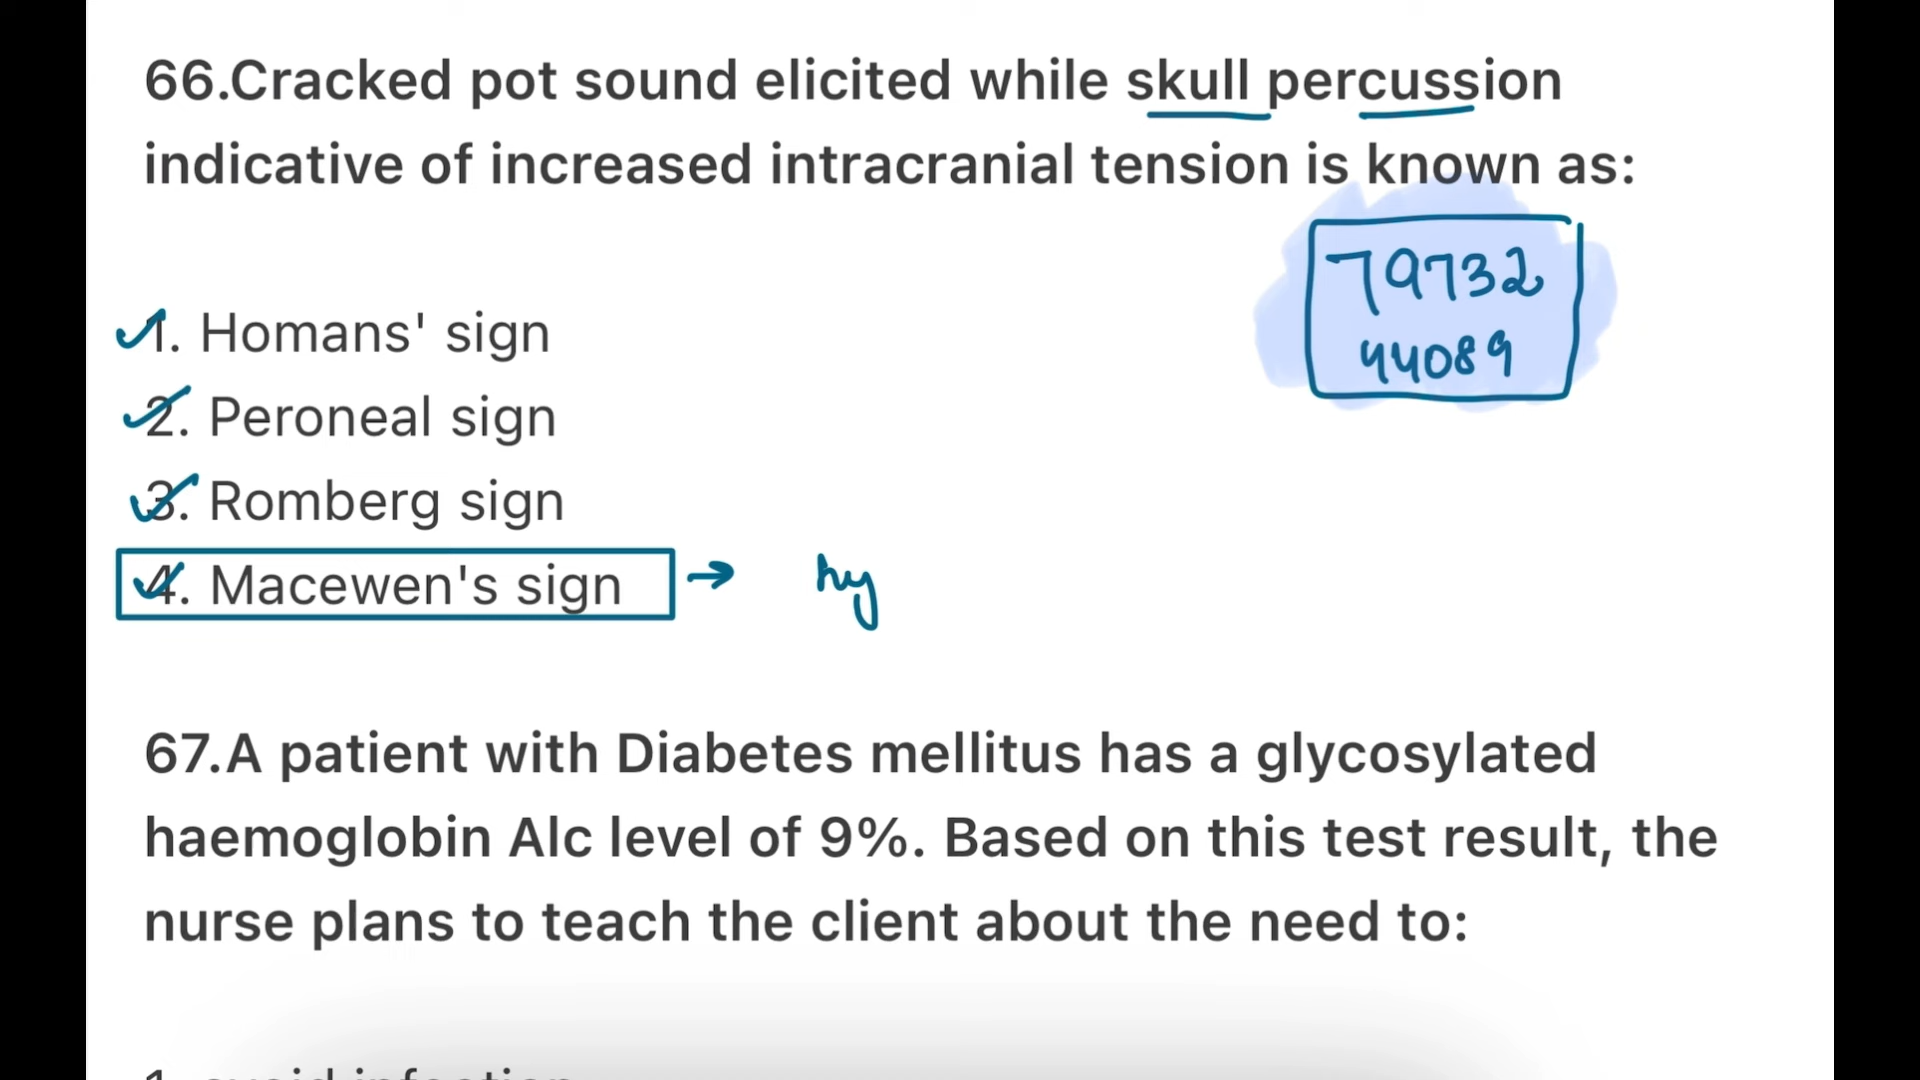 66.Cracked pot sound elicited while skull percussion
indicative of increased intracranial tension is known as:
79732
44089
1. Homans' sign
2. Peroneal sign
3. Romberg sign
4. Macewen's sign → hy
67.A patient with Diabetes mellitus has a glycosylated
haemoglobin Alc level of 9%. Based on this test result, the
nurse plans to teach the client about the need to:
1. avoid infection